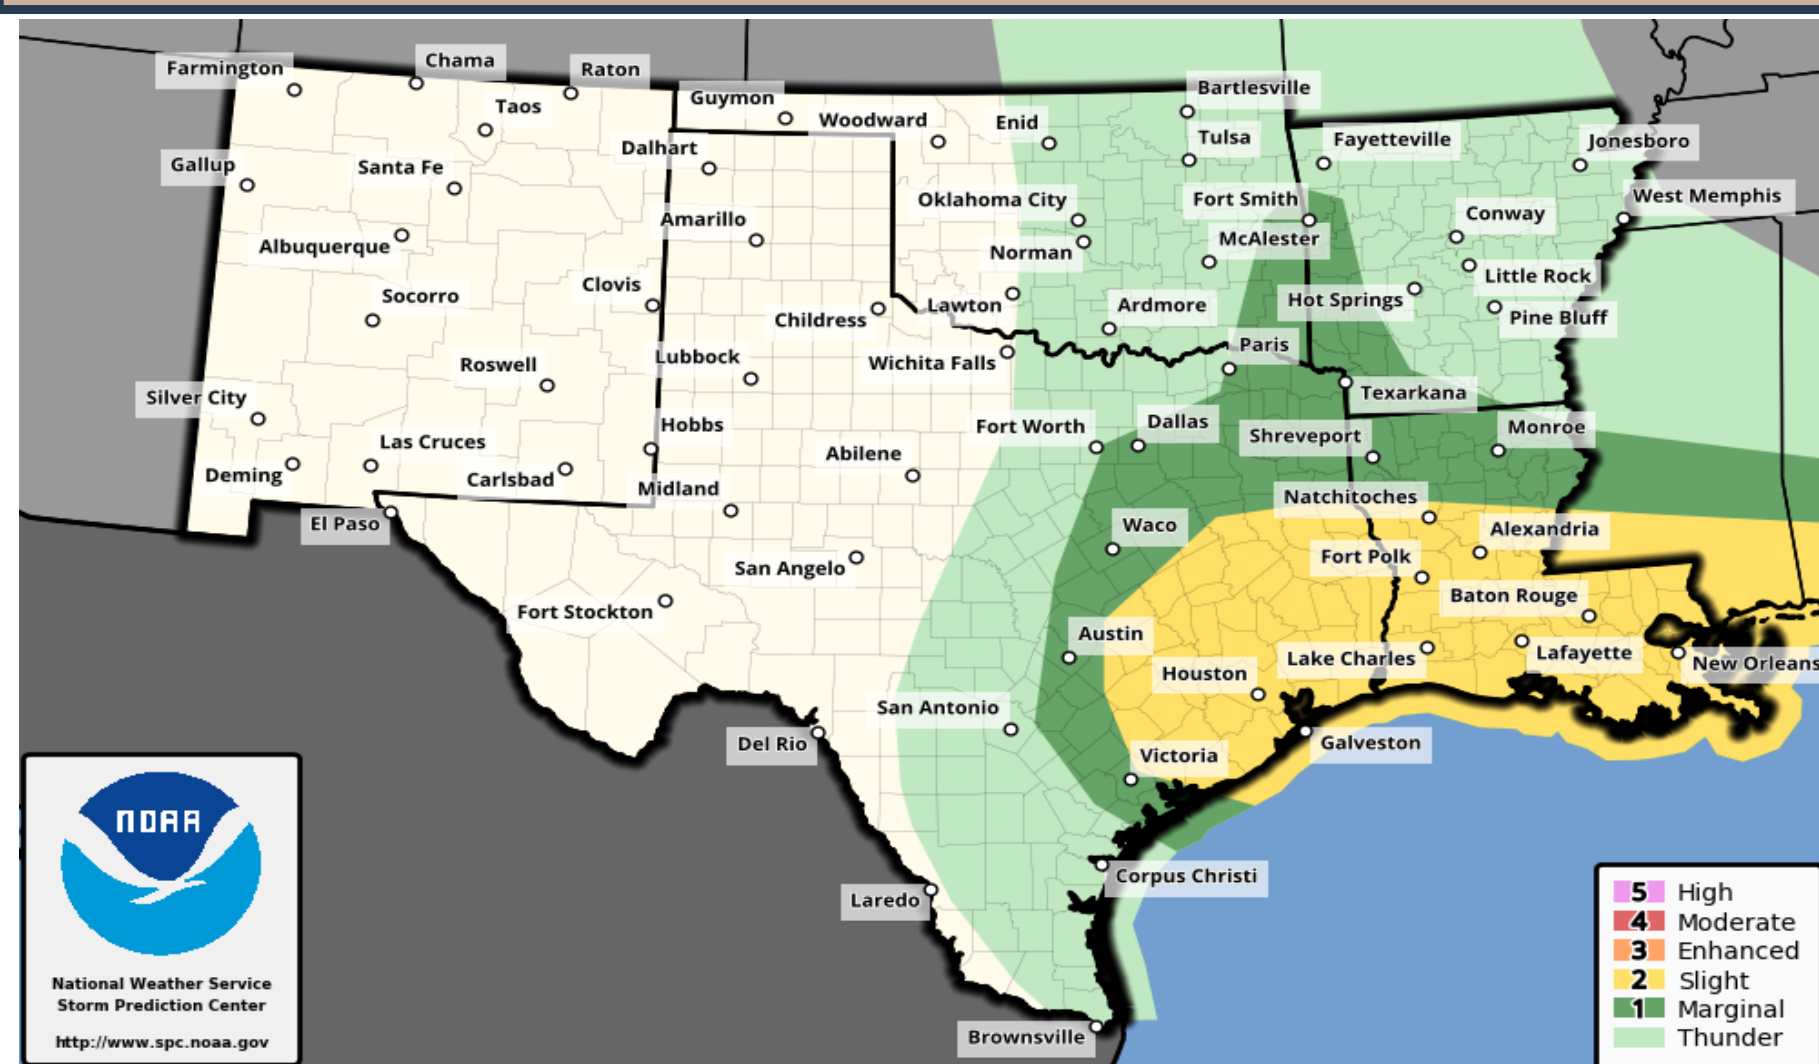 Farmington
Chama
Raton
Guymon
Taos
Woodward
Enid
Bartlesville
Tulsa
Fayetteville
Jonesboro
Dalhart
Gallup
Santa Fe
Oklahoma City
Fort Smith
Conway
West Memphis
Amarillo
Albuquerque
Norman
McAlester
Little Rock
Clovis
Socorro
Lawton
Ardmore
Hot Springs
Pine Bluff
Childress
Paris
Roswell
Lubbock
Wichita Falls
Texarkana
Silver City
Hobbs
Fort Worth
Dallas
Shreveport
Monroe
Las Cruces
Abilene
Deming
Carlsbad
Midland
Natchitoches
El Paso
Waco
Alexandria
San Angelo
Fort Polk
Fort Stockton
Baton Rouge
Austin
Lake Charles
Lafayette
New Orleans
Houston
San Antonio
Del Rio
Galveston
Victoria
Corpus Christi
Laredo
Brownsville
NOAA
National Weather Service
Storm Prediction Center
http://www.spc.noaa.gov
5 High
4 Moderate
3 Enhanced
2 Slight
1 Marginal
Thunder